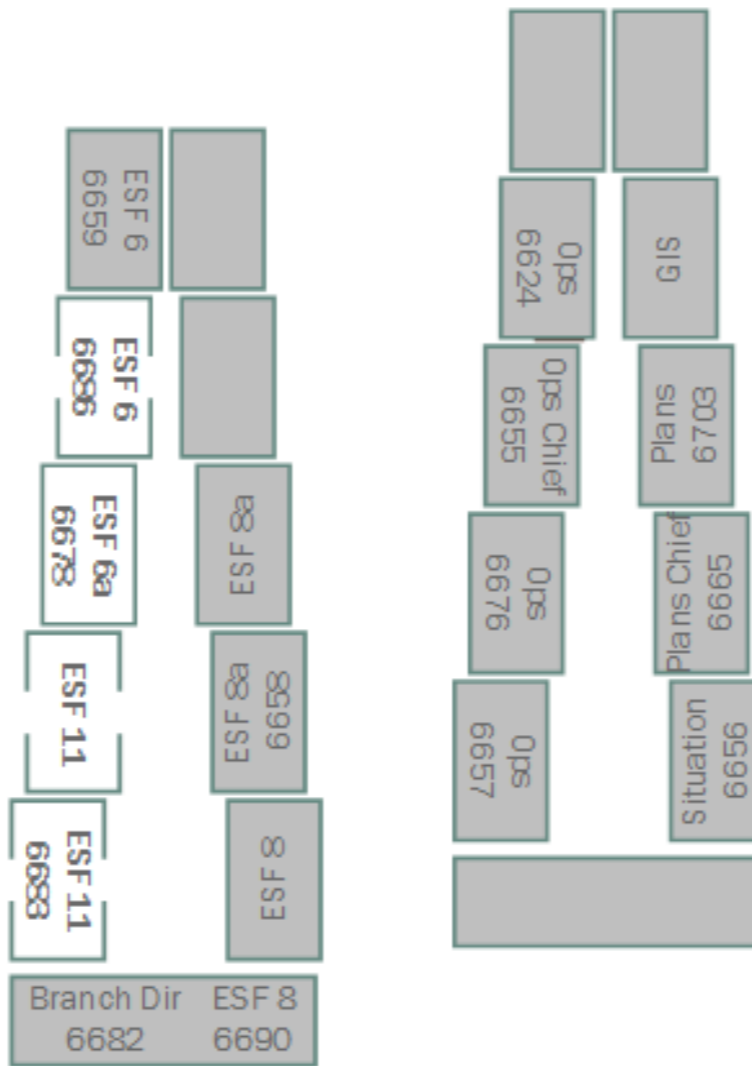 ESF 6
6659
ESF 6
6686
ESF 6a
6678
ESF 11
ESF 11
6683
ESF 8a
ESF 8a
6658
ESF 8
Branch Dir ESF 8
6682 6690
Ops
6624
Ops Chief
6655
Ops
6676
Ops
6657
GIS
Plans
6703
Plans Chief
6665
Situation
6656